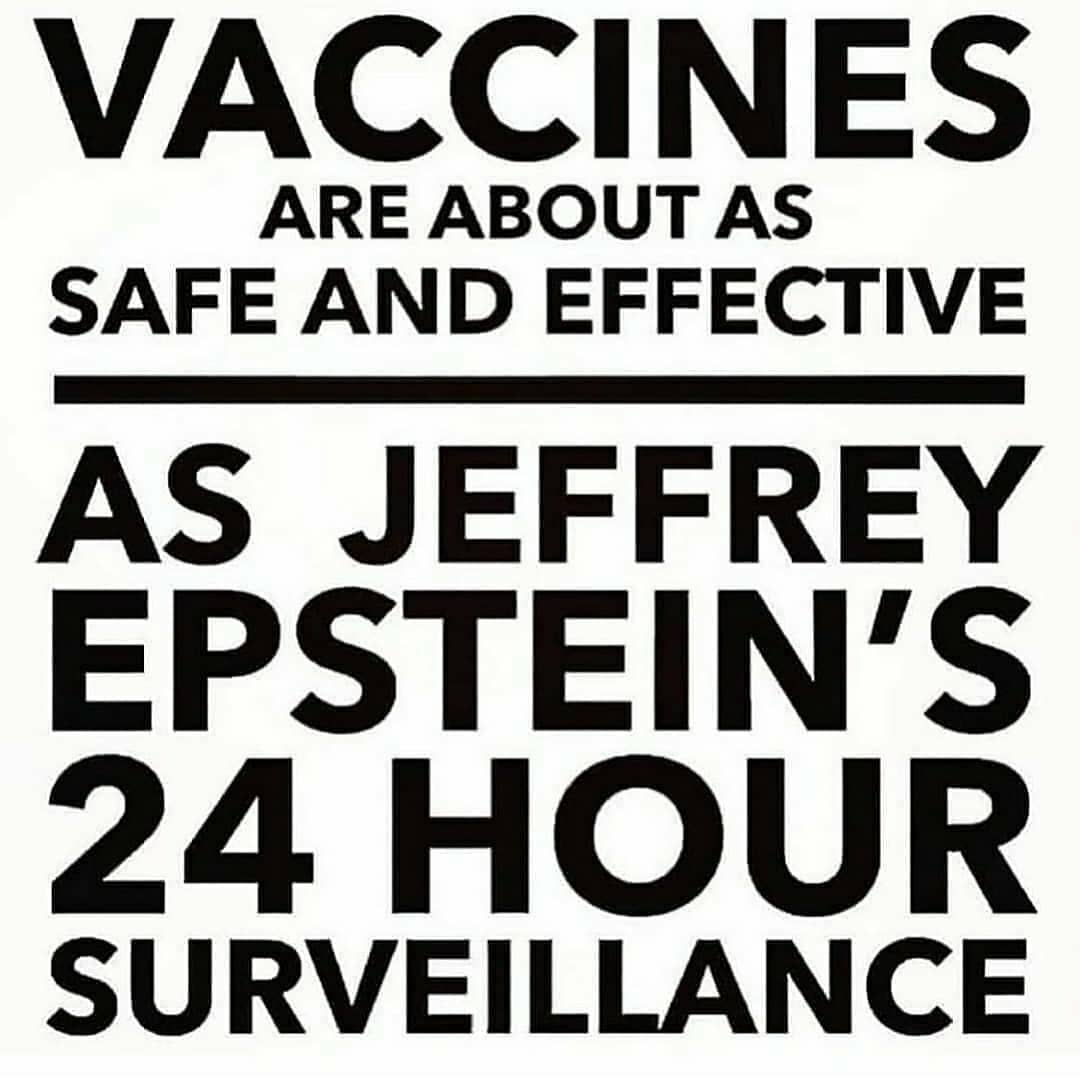 VACCINES
ARE ABOUT AS
SAFE AND EFFECTIVE
AS JEFFREY
EPSTEIN'S
24 HOUR
SURVEILLANCE